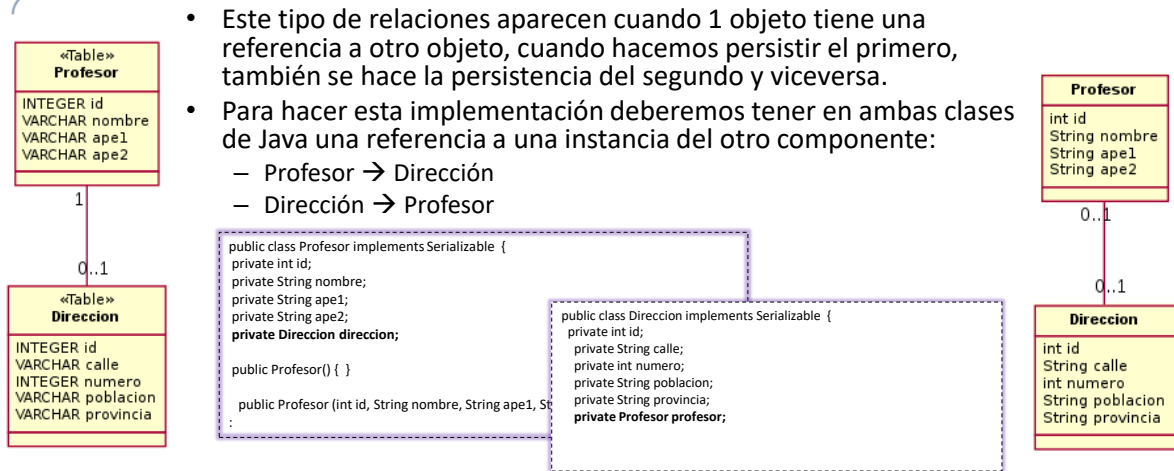 • Este tipo de relaciones aparecen cuando 1 objeto tiene una
referencia a otro objeto, cuando hacemos persistir el primero,
también se hace la persistencia del segundo y viceversa.
• Para hacer esta implementación deberemos tener en ambas clases
de Java una referencia a una instancia del otro componente:
– Profesor → Dirección
– Dirección → Profesor
«Table»
Profesor
INTEGER id
VARCHAR nombre
VARCHAR ape1
VARCHAR ape2
1
0..1
«Table»
Direccion
INTEGER id
VARCHAR calle
INTEGER numero
VARCHAR poblacion
VARCHAR provincia
public class Profesor implements Serializable {
private int id;
private String nombre;
private String ape1;
private String ape2;
private Direccion direccion;
public Profesor() { }
public Profesor (int id, String nombre, String ape1, St
:
public class Direccion implements Serializable {
private int id;
private String calle;
private int numero;
private String poblacion;
private String provincia;
private Profesor profesor;
Profesor
int id
String nombre
String ape1
String ape2
0..1
0..1
Direccion
int id
String calle
int numero
String poblacion
String provincia